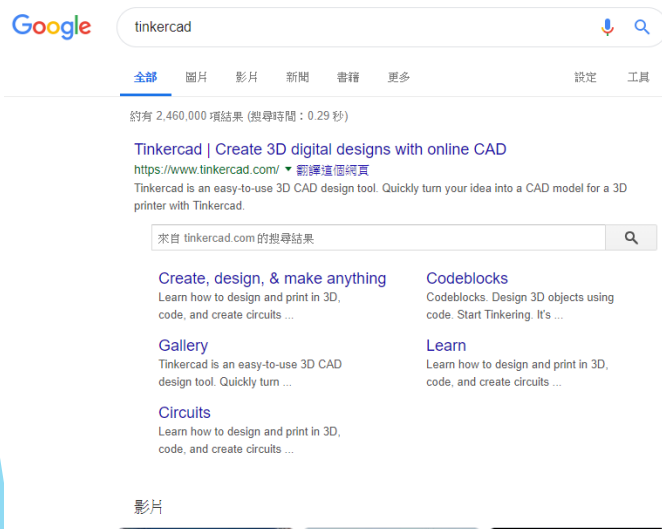 Google
tinkercad
全部 圖片 影片 新聞 書籍 更多 設定 工具
約有 2,460,000 項結果 (搜尋時間：0.29 秒)
Tinkercad | Create 3D digital designs with online CAD
https://www.tinkercad.com/ ▼ 翻譯這個網頁
Tinkercad is an easy-to-use 3D CAD design tool. Quickly turn your idea into a CAD model for a 3D
printer with Tinkercad.
來自 tinkercad.com 的搜尋結果
Create, design, & make anything
Learn how to design and print in 3D,
code, and create circuits ...
Codeblocks
Codeblocks. Design 3D objects using
code. Start Tinkering. It's ...
Gallery
Tinkercad is an easy-to-use 3D CAD
design tool. Quickly turn ...
Learn
Learn how to design and print in 3D,
code, and create circuits ...
Circuits
Learn how to design and print in 3D,
code, and create circuits ...
影片